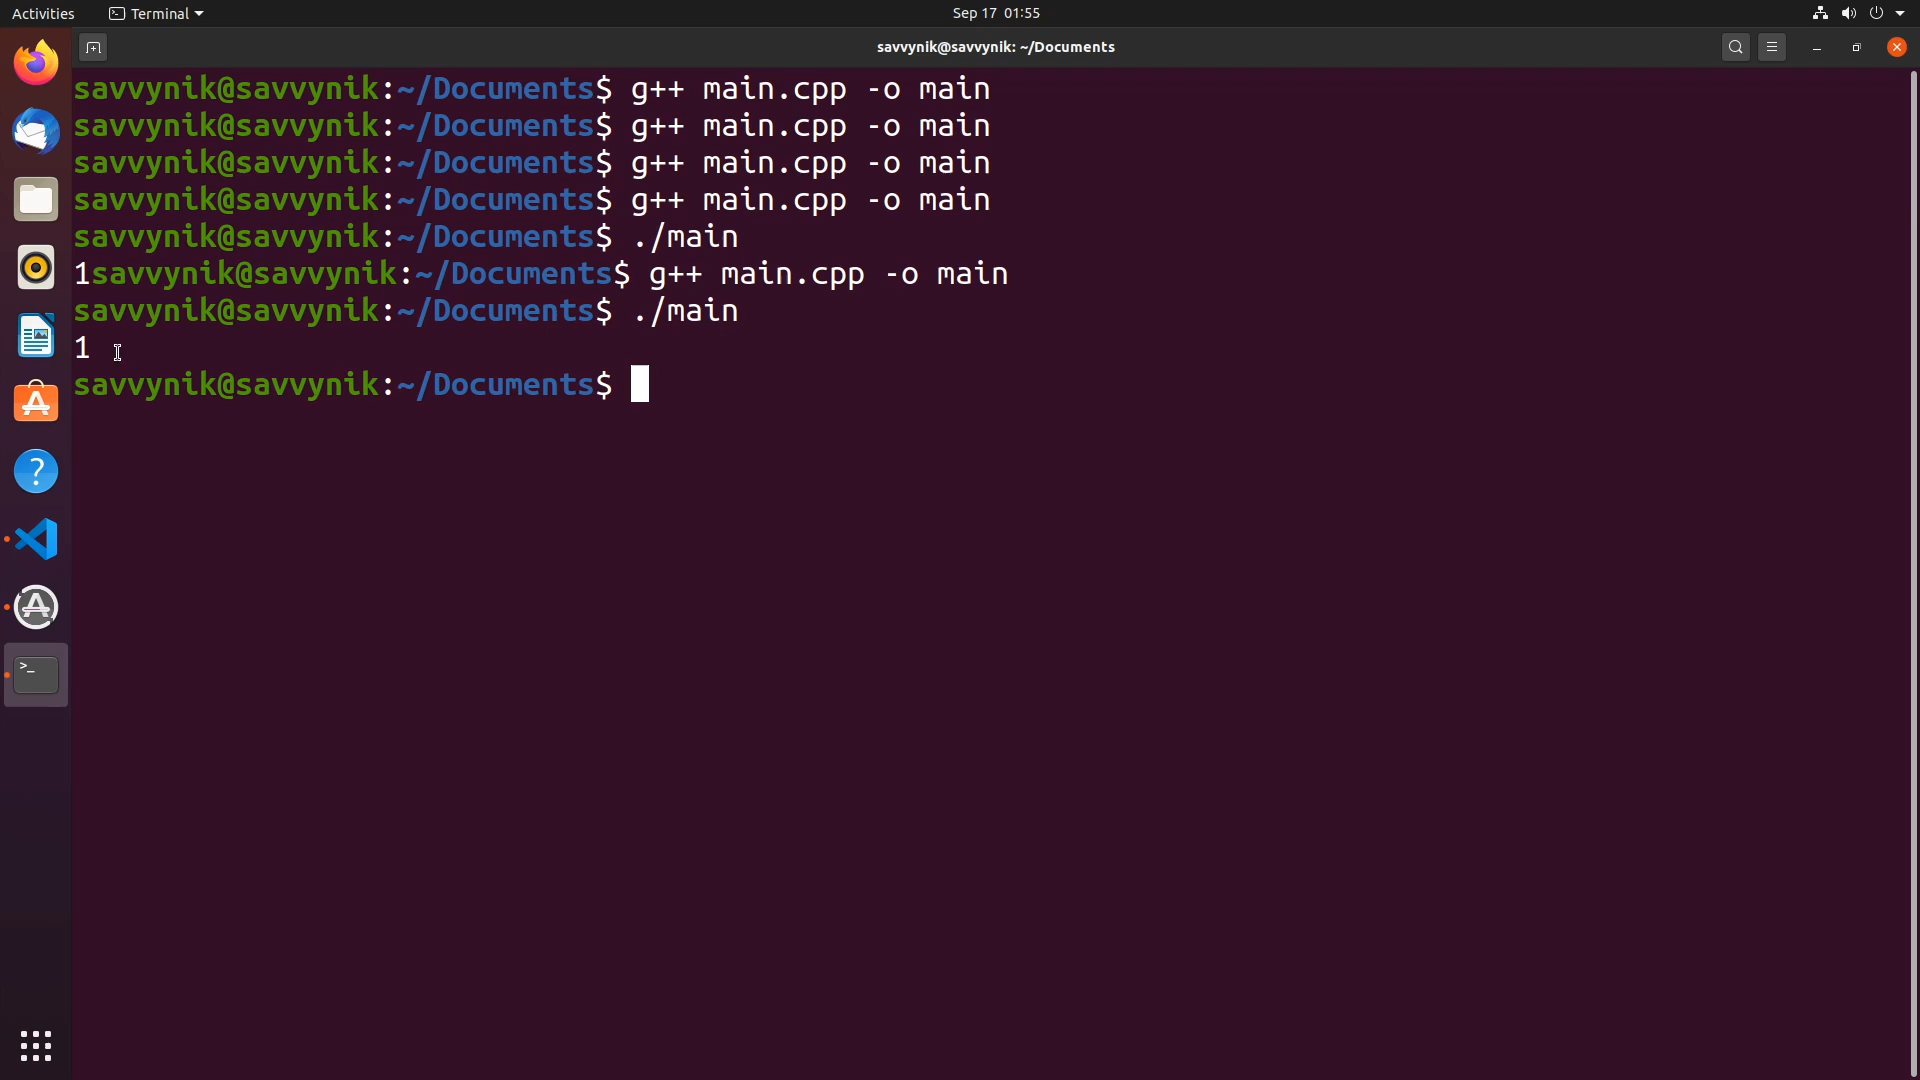 Activities Terminal Sep 17 01:55
savvynik@savvynik: ~/Documents
savvynik@savvynik:~/Documents$ g++ main.cpp -o main
savvynik@savvynik:~/Documents$ g++ main.cpp -o main
savvynik@savvynik:~/Documents$ g++ main.cpp -o main
savvynik@savvynik:~/Documents$ g++ main.cpp -o main
savvynik@savvynik:~/Documents$ ./main
1savvynik@savvynik:~/Documents$ g++ main.cpp -o main
savvynik@savvynik:~/Documents$ ./main
1
savvynik@savvynik:~/Documents$